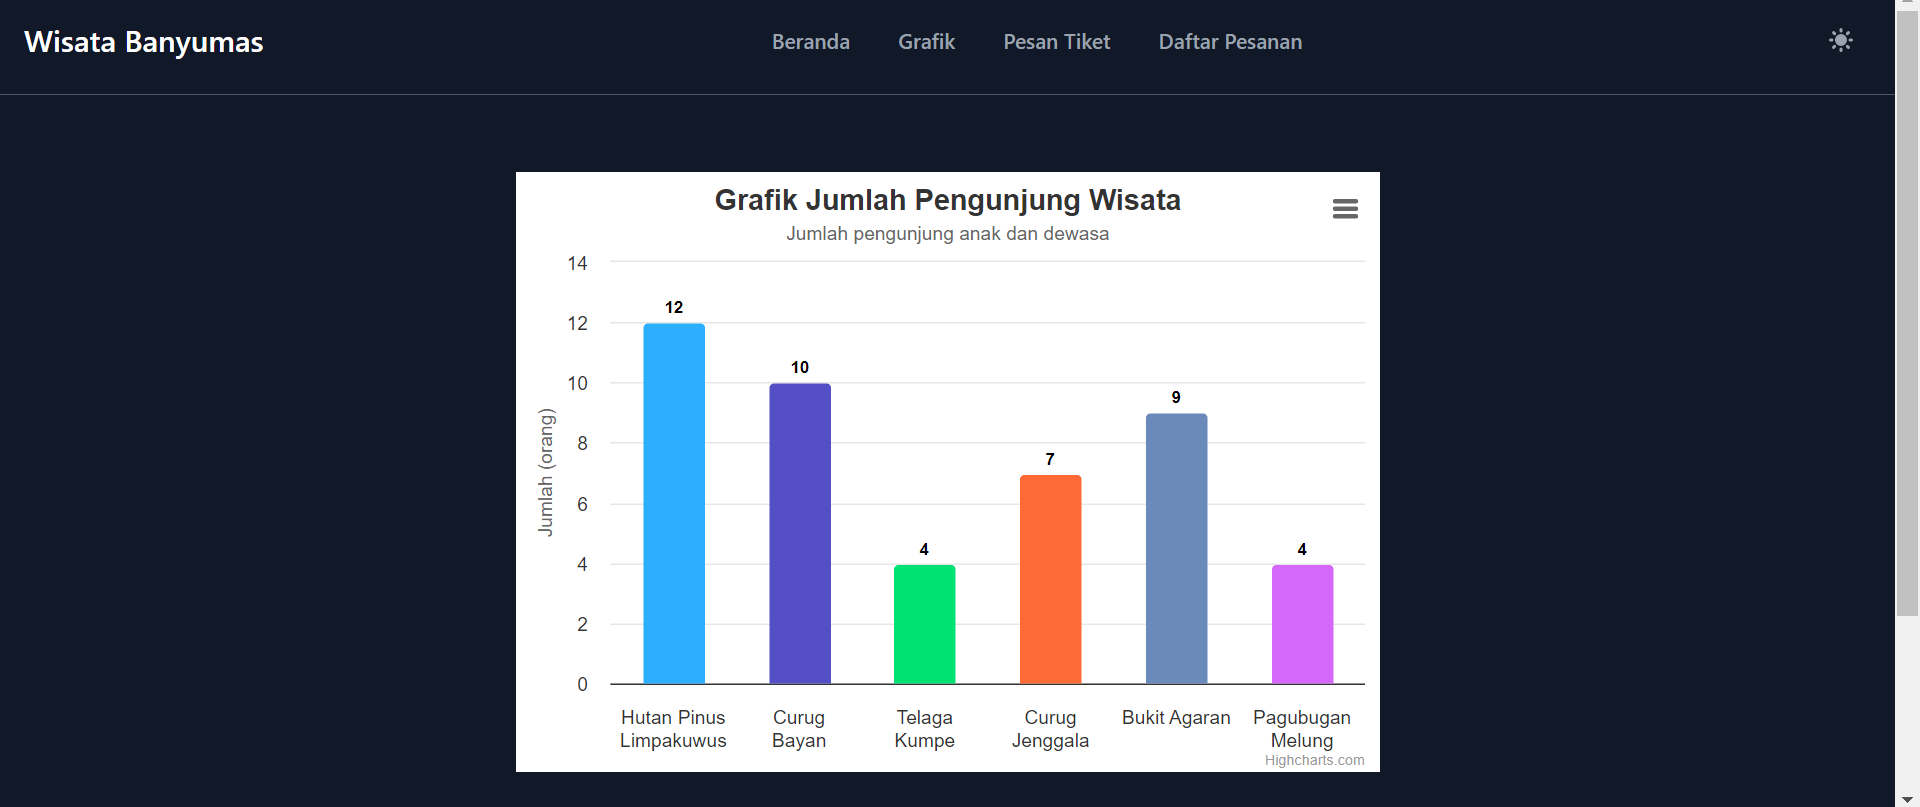 Wisata Banyumas
Beranda
Grafik
Pesan Tiket
Daftar Pesanan
Grafik Jumlah Pengunjung Wisata
Jumlah pengunjung anak dan dewasa
Jumlah (orang)
14
12
10
8
6
4
2
0
12
10
4
7
9
4
Hutan Pinus
Limpakuwus
Curug
Bayan
Telaga
Kumpe
Curug
Jenggala
Bukit Agaran
Pagubugan
Melung
Highcharts.com